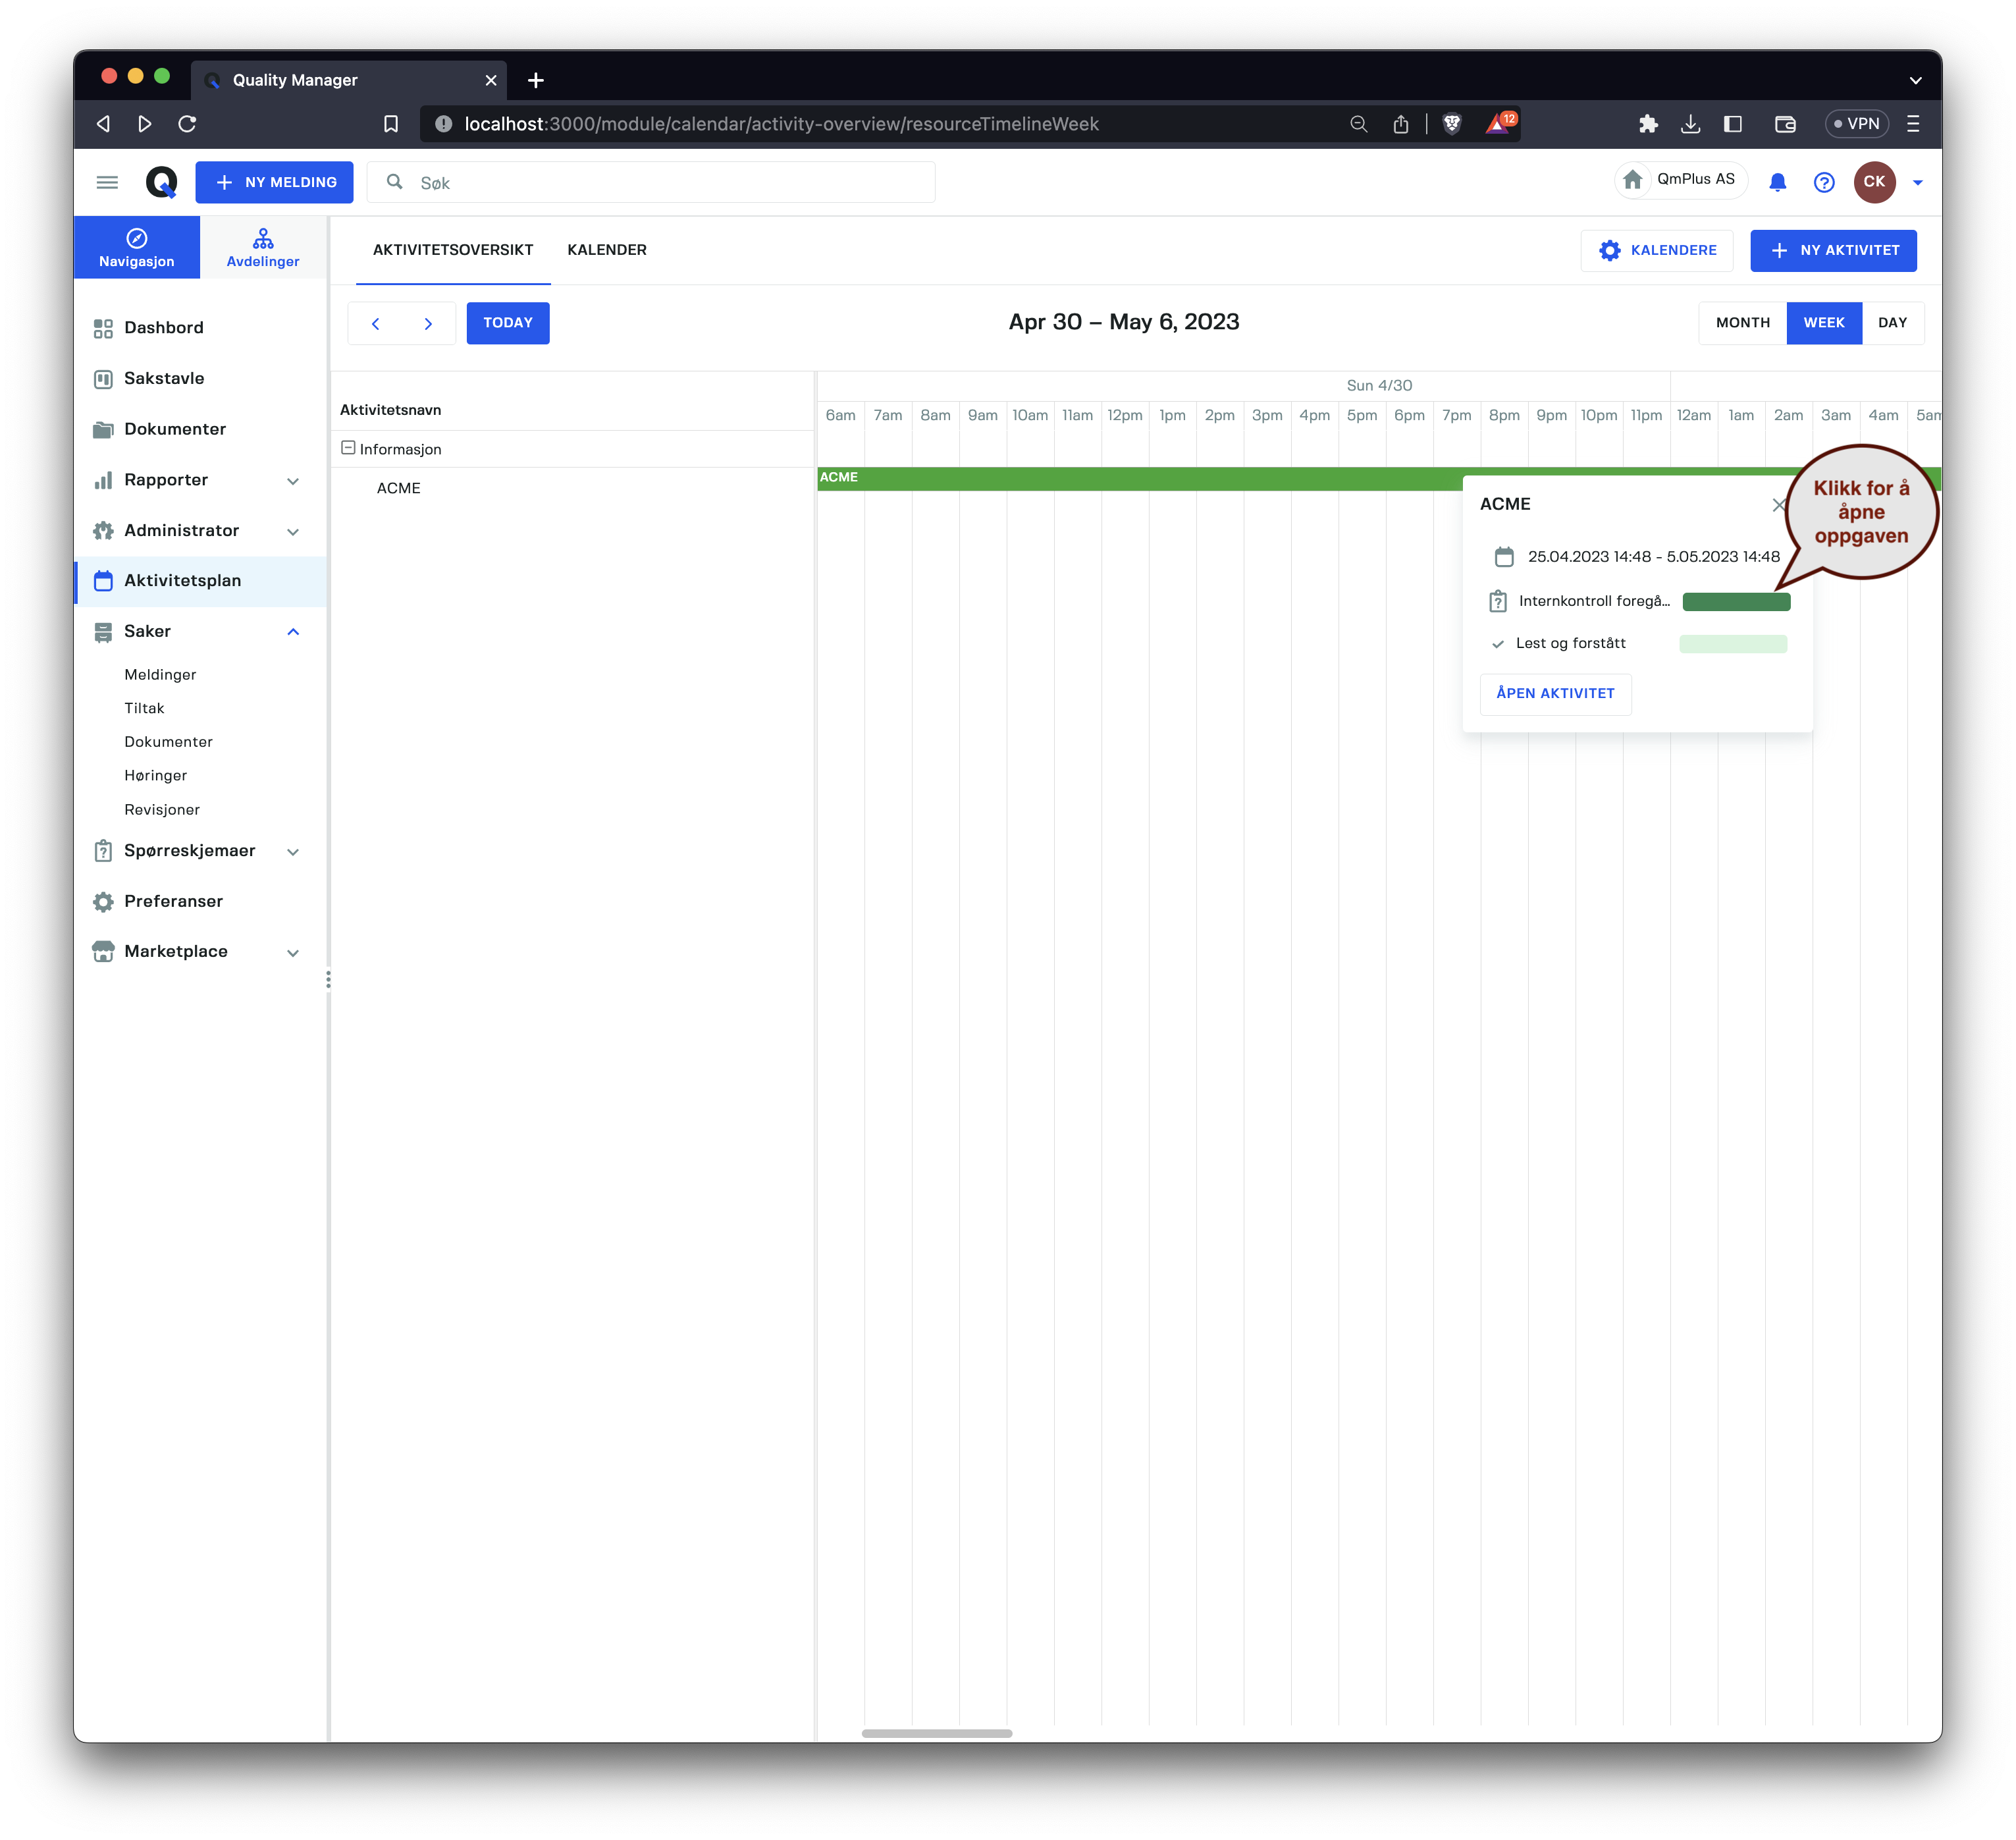 Quality Manager
localhost:3000/module/calendar/activity-overview/resourceTimelineWeek
12
VPN
NY MELDING
Søk
QmPlus AS
CK
Navigasjon
Avdelinger
AKTIVITETSOVERSIKT
KALENDER
KALENDERE
NY AKTIVITET
TODAY
Apr 30 – May 6, 2023
MONTH
WEEK
DAY
Dashbord
Sakstavle
Dokumenter
Rapporter
Administrator
Aktivitetsplan
Saker
Meldinger
Tiltak
Dokumenter
Høringer
Revisjoner
Spørreskjemaer
Preferanser
Marketplace
Aktivitetsnavn
Informasjon
ACME
Sun 4/30
6am 7am 8am 9am 10am 11am 12pm 1pm 2pm 3pm 4pm 5pm 6pm 7pm 8pm 9pm 10pm 11pm 12am 1am 2am 3am 4am 5am
ACME
ACME
25.04.2023 14:48 - 5.05.2023 14:48
Internkontroll foregå...
Lest og forstått
ÅPEN AKTIVITET
Klikk for å
åpne
oppgaven